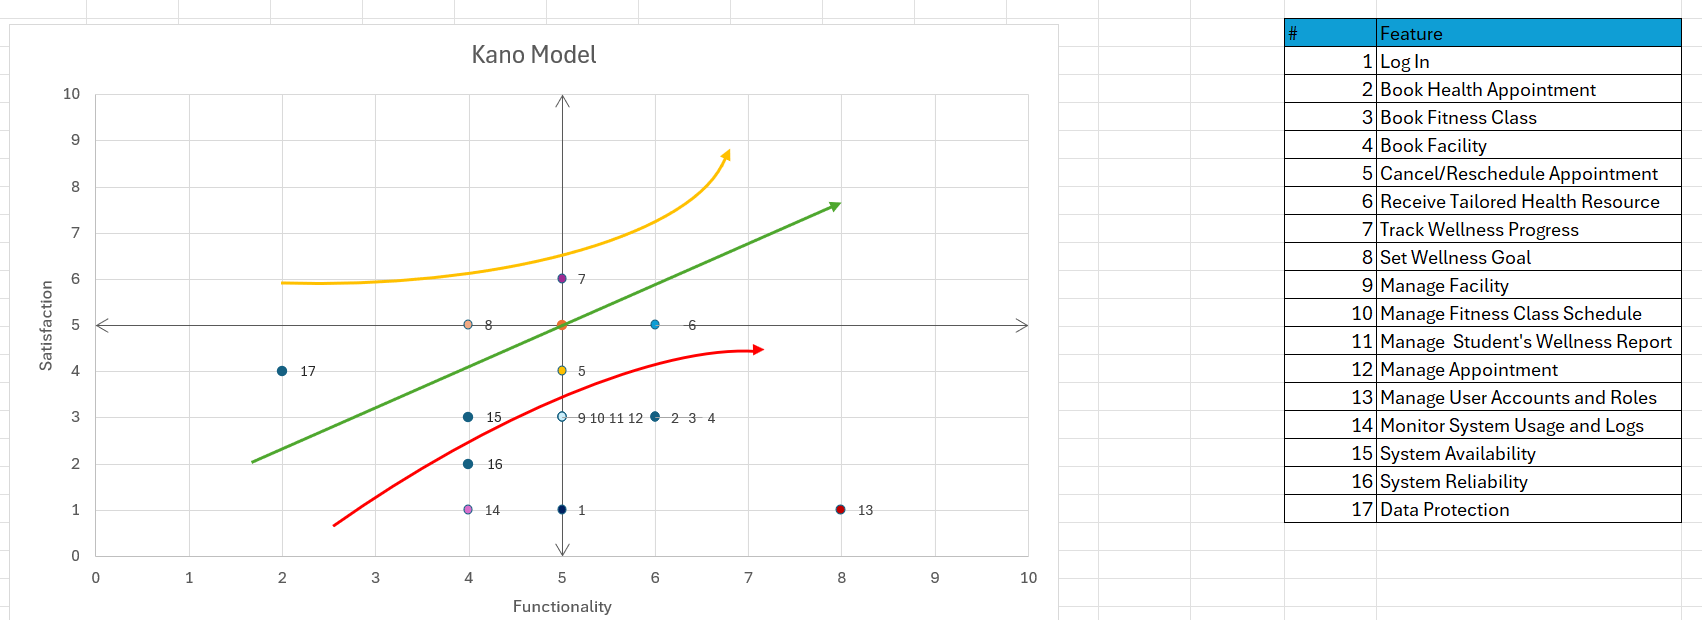 Kano Model
10
9
8
7
6
5
4
3
2
1
0
Satisfaction
7
8
6
17
5
15
9 10 11 12
2 3 4
16
14
1
13
0 1 2 3 4 5 6 7 8 9 10
Functionality
# Feature
1 Log In
2 Book Health Appointment
3 Book Fitness Class
4 Book Facility
5 Cancel/Reschedule Appointment
6 Receive Tailored Health Resource
7 Track Wellness Progress
8 Set Wellness Goal
9 Manage Facility
10 Manage Fitness Class Schedule
11 Manage  Student's Wellness Report
12 Manage Appointment
13 Manage User Accounts and Roles
14 Monitor System Usage and Logs
15 System Availability
16 System Reliability
17 Data Protection